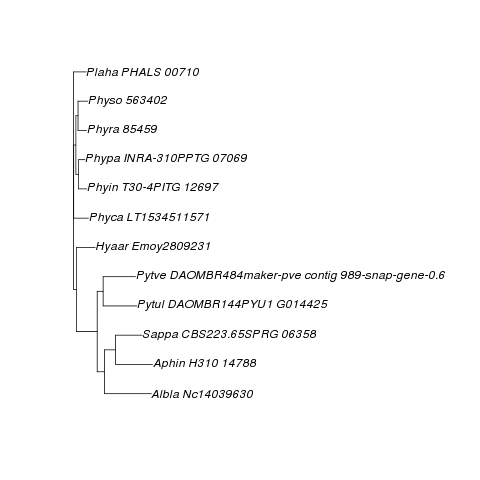 Plaha PHALS 00710
Physo 563402
Phyra 85459
Phypa INRA-310PPTG 07069
Phyin T30-4PITG 12697
Phyca LT1534511571
Hyaar Emoy2809231
Pytve DAOMBR484maker-pve contig 989-snap-gene-0.6
Pytul DAOMBR144PYU1 G014425
Sappa CBS223.65SPRG 06358
Aphin H310 14788
Albla Nc14039630